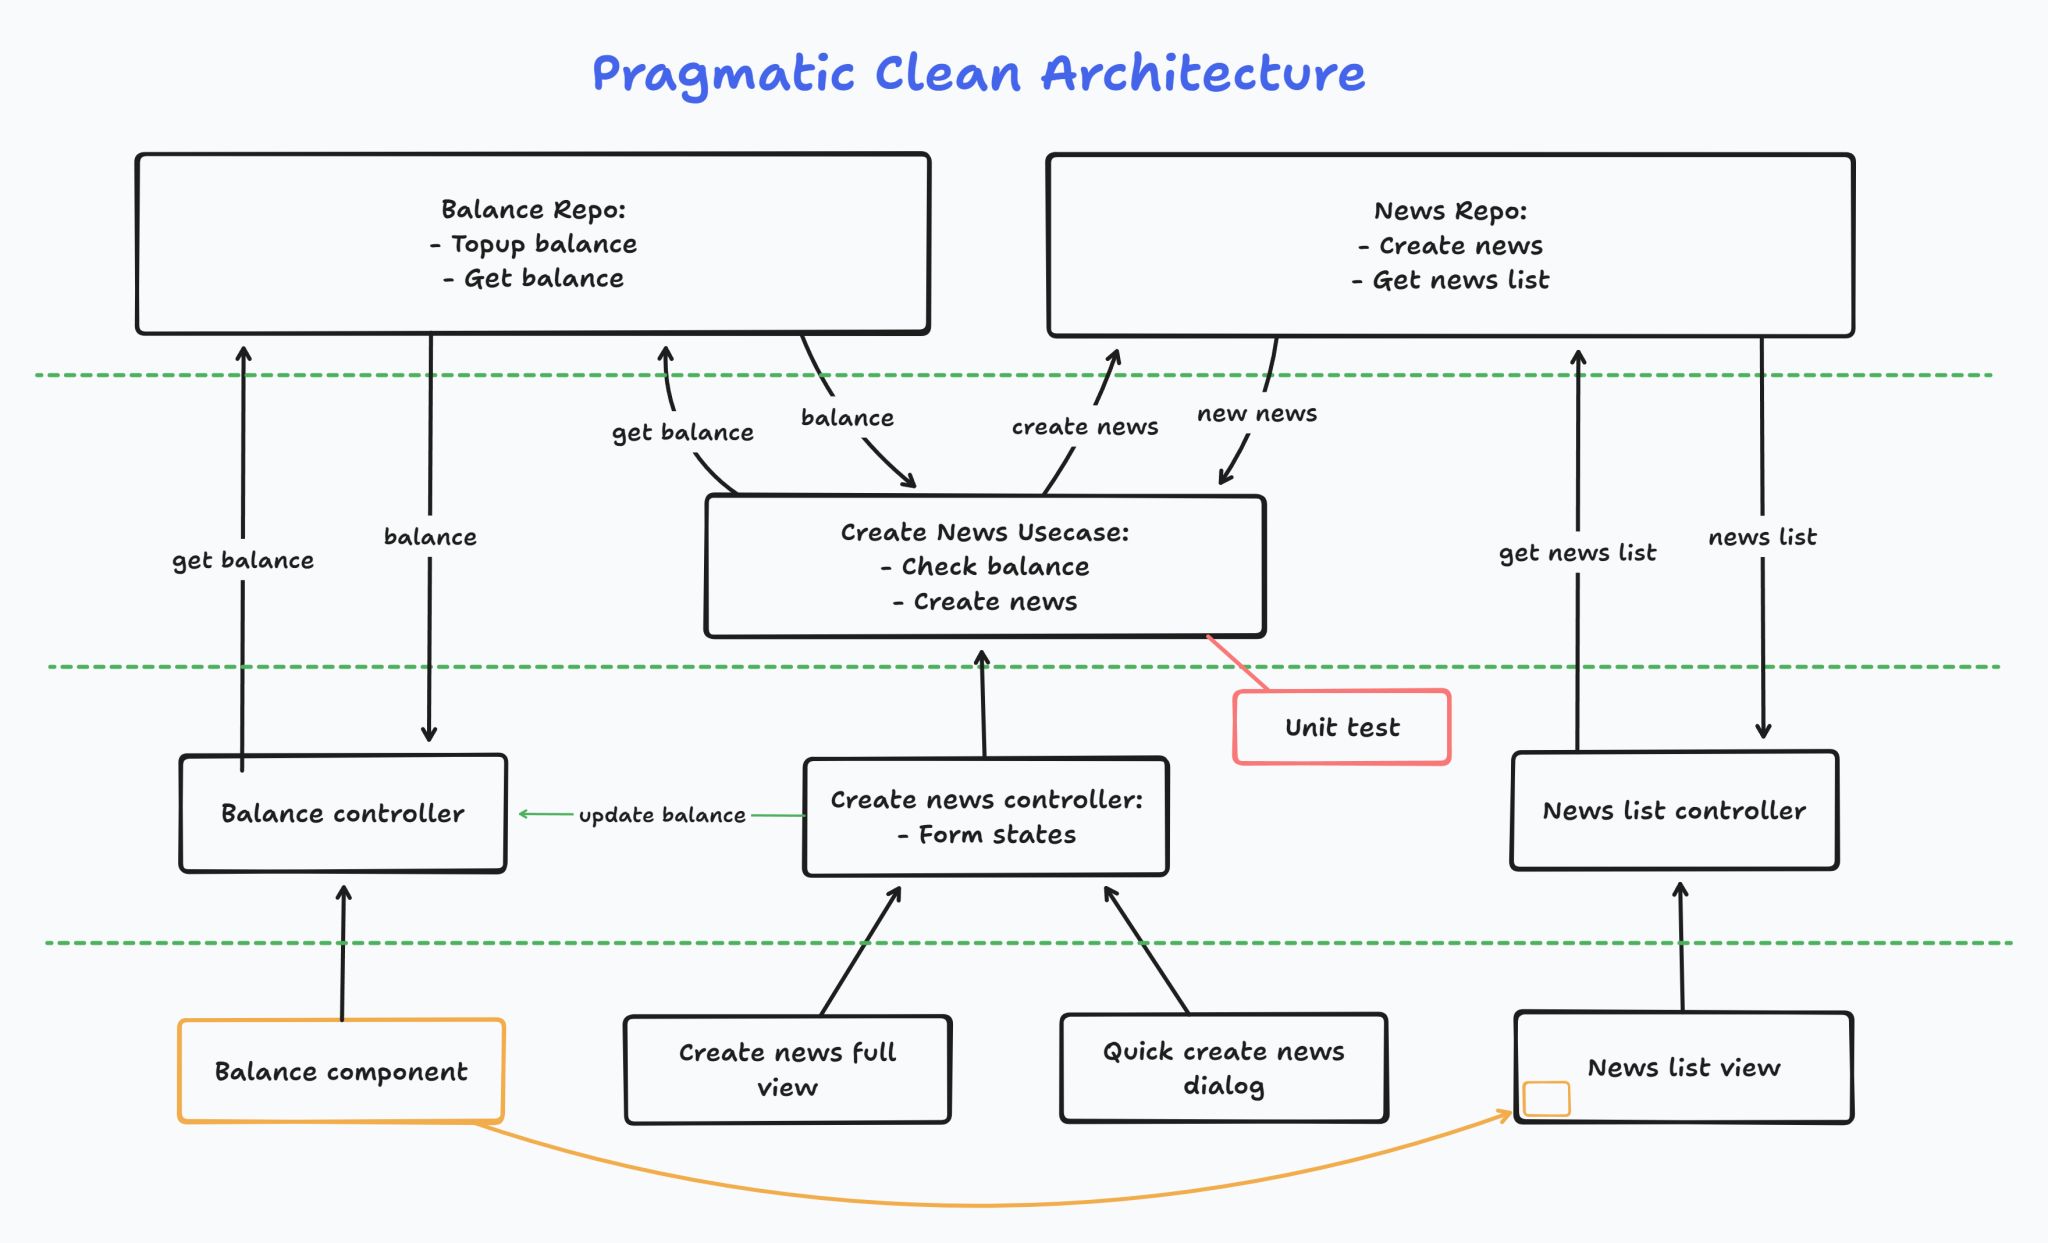 Pragmatic Clean Architecture
Balance Repo:
- Topup balance
- Get balance
News Repo:
- Create news
- Get news list
get balance
balance
get balance
balance
create news
new news
get news list
news list
Create News Usecase:
- Check balance
- Create news
Unit test
Balance controller
update balance
Create news controller:
- Form states
News list controller
Balance component
Create news full
view
Quick create news
dialog
News list view